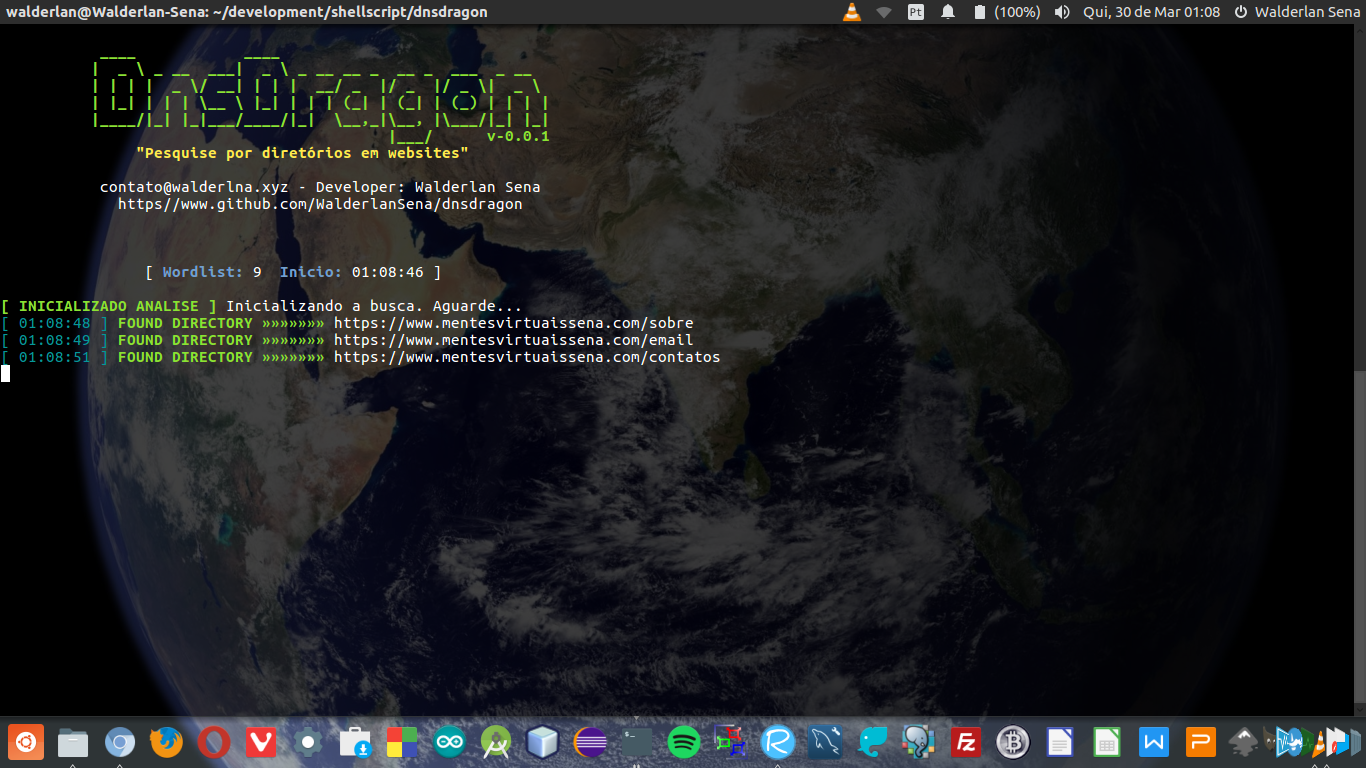 walderlan@Walderlan-Sena: ~/development/shellscript/dnsdragon
Pt
(100%)
Qui, 30 de Mar 01:08
Walderlan Sena
DnsDragon
v-0.0.1
"Pesquise por diretórios em websites"
contato@walderlna.xyz - Developer: Walderlan Sena
https//www.github.com/WalderlanSena/dnsdragon
[ Wordlist: 9 Inicio: 01:08:46 ]
[ INICIALIZADO ANALISE ] Inicializando a busca. Aguarde...
[ 01:08:48 ] FOUND DIRECTORY »»»»»»» https://www.mentesvirtuaissena.com/sobre
[ 01:08:49 ] FOUND DIRECTORY »»»»»»» https://www.mentesvirtuaissena.com/email
[ 01:08:51 ] FOUND DIRECTORY »»»»»»» https://www.mentesvirtuaissena.com/contatos